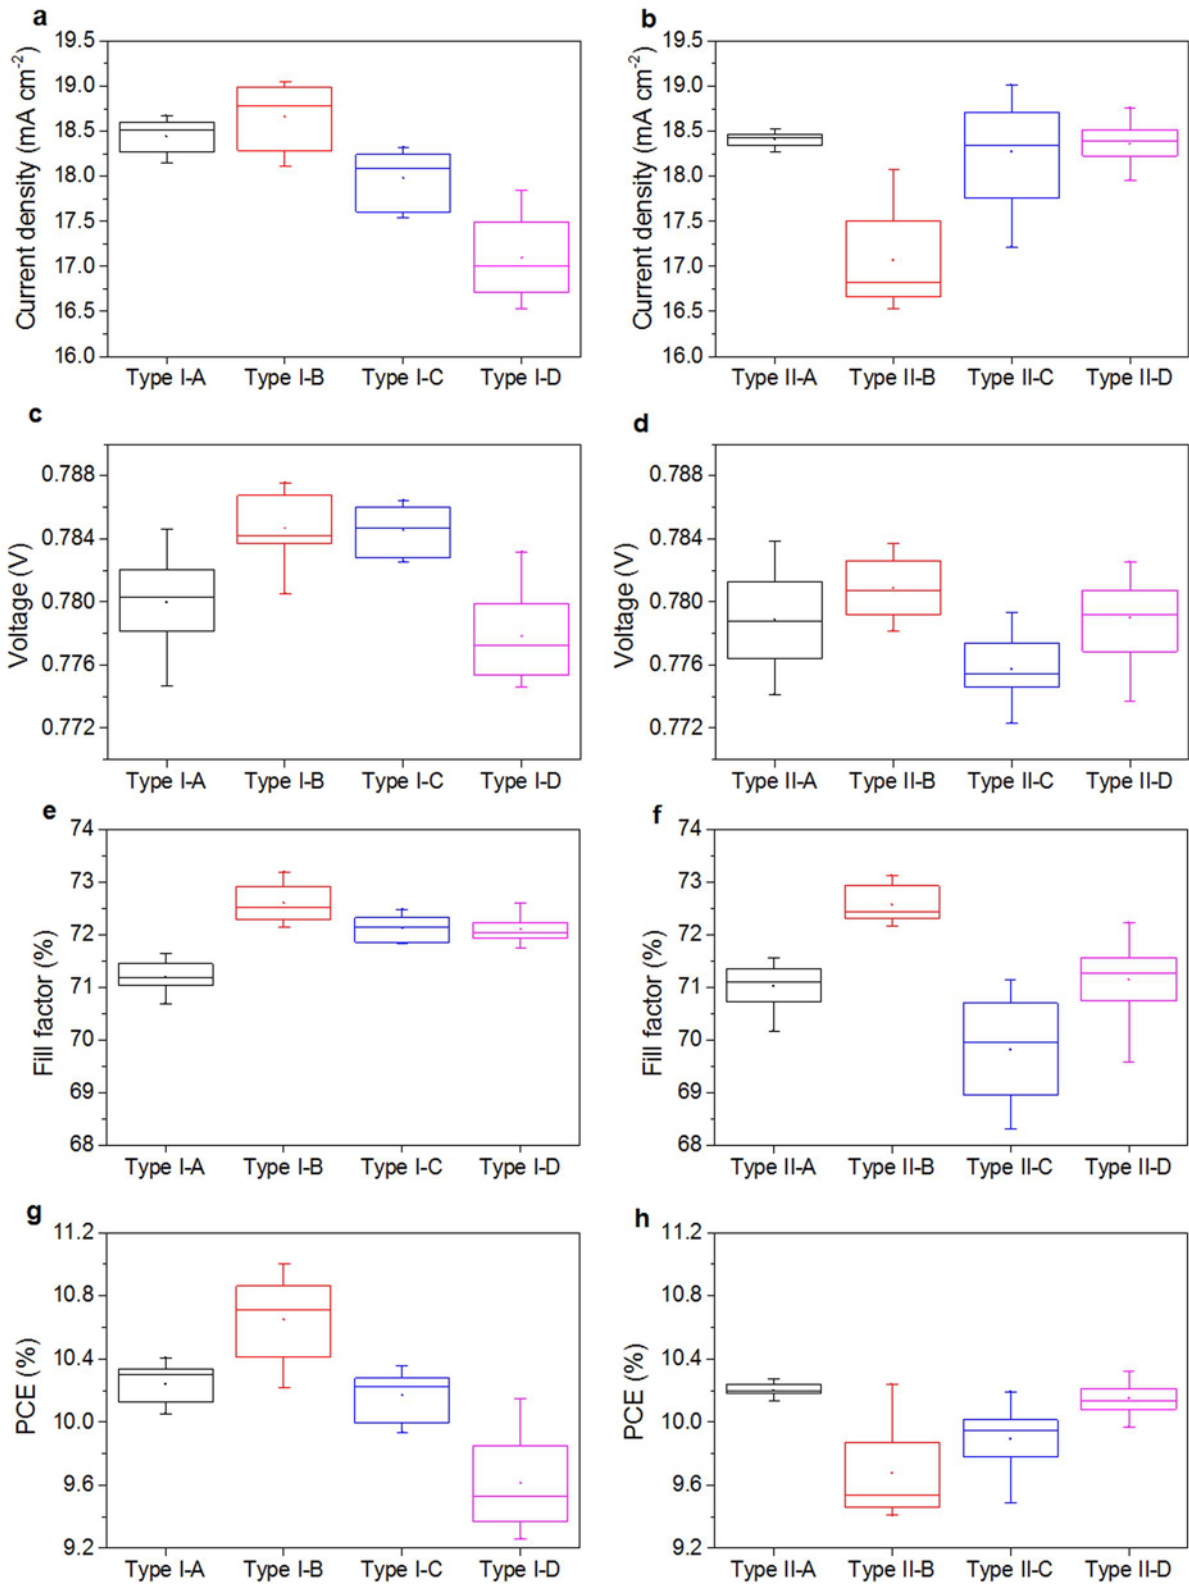 a
19.5
19.0
18.5
18.0
17.5
17.0
16.5
16.0
Current density (mA cm⁻²)
Type I-A Type I-B Type I-C Type I-D
b
19.5
19.0
18.5
18.0
17.5
17.0
16.5
16.0
Current density (mA cm⁻²)
Type II-A Type II-B Type II-C Type II-D
c
0.788
0.784
0.780
0.776
0.772
Voltage (V)
Type I-A Type I-B Type I-C Type I-D
d
0.788
0.784
0.780
0.776
0.772
Voltage (V)
Type II-A Type II-B Type II-C Type II-D
e
74
73
72
71
70
69
68
Fill factor (%)
Type I-A Type I-B Type I-C Type I-D
f
74
73
72
71
70
69
68
Fill factor (%)
Type II-A Type II-B Type II-C Type II-D
g
11.2
10.8
10.4
10.0
9.6
9.2
PCE (%)
Type I-A Type I-B Type I-C Type I-D
h
11.2
10.8
10.4
10.0
9.6
9.2
PCE (%)
Type II-A Type II-B Type II-C Type II-D